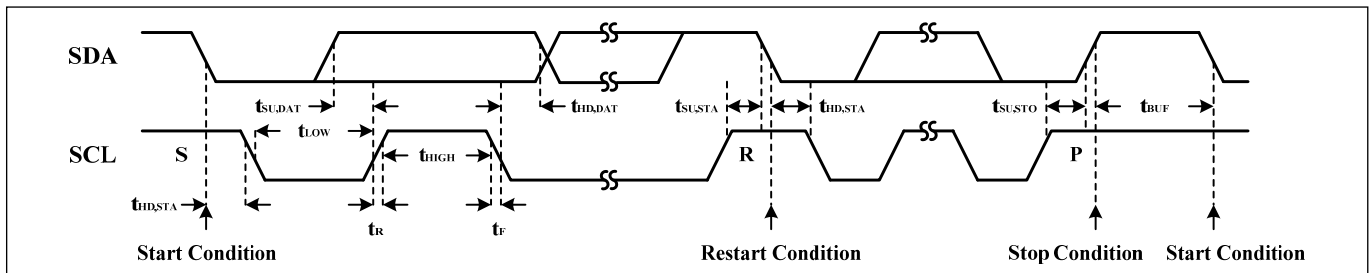 SDA
tSU,DAT
tHD,DAT
tSU,STA
tHD,STA
tSU,STO
tBUF
tLOW
SCL
S
tHIGH
R
P
tHD,STA
tR
tF
Start Condition
Restart Condition
Stop Condition
Start Condition